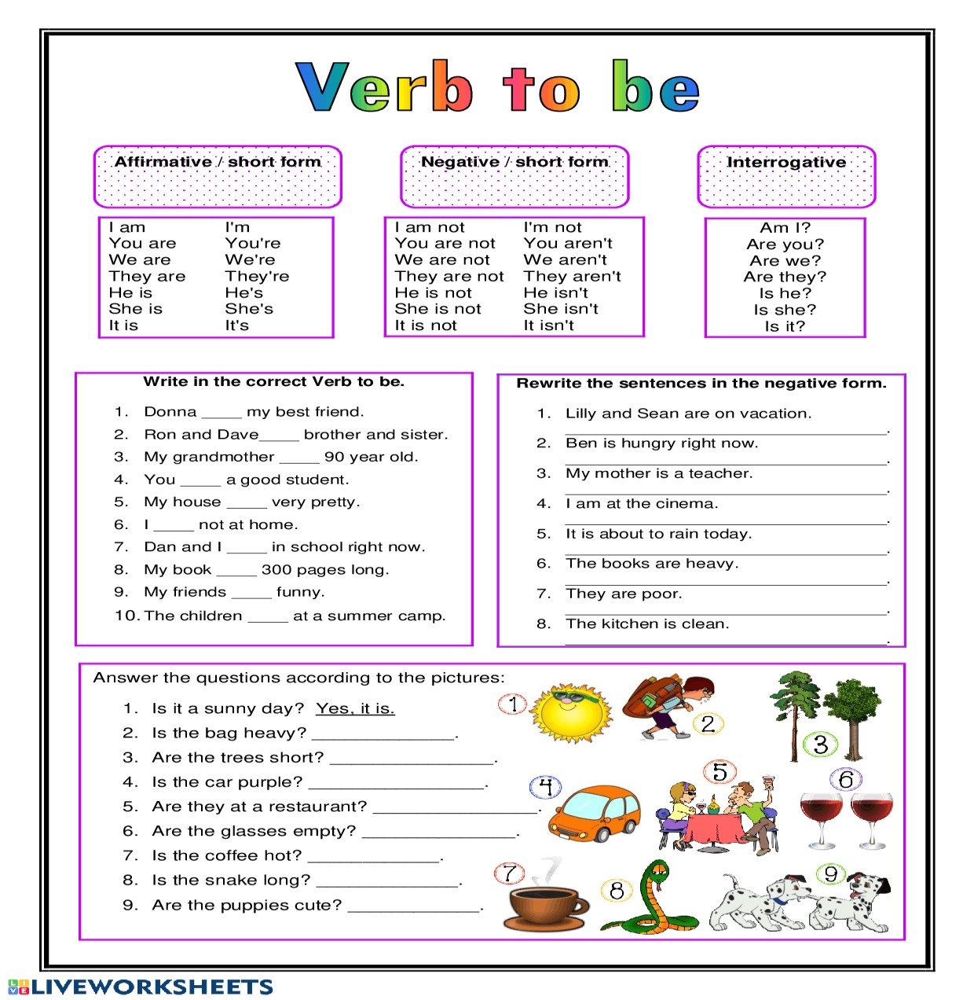 Verb to be
Affirmative / short form
Negative / short form
Interrogative
I am I'm
You are You're
We are We're
They are They're
He is He's
She is She's
It is It's
I am not I'm not
You are not You aren't
We are not We aren't
They are not They aren't
He is not He isn't
She is not She isn't
It is not It isn't
Am I?
Are you?
Are we?
Are they?
Is he?
Is she?
Is it?
Write in the correct Verb to be.
1. Donna _____ my best friend.
2. Ron and Dave_____ brother and sister.
3. My grandmother _____ 90 year old.
4. You _____ a good student.
5. My house _____ very pretty.
6. I _____ not at home.
7. Dan and I _____ in school right now.
8. My book _____ 300 pages long.
9. My friends _____ funny.
10. The children _____ at a summer camp.
Rewrite the sentences in the negative form.
1. Lilly and Sean are on vacation.
________________________________________.
2. Ben is hungry right now.
________________________________________.
3. My mother is a teacher.
________________________________________.
4. I am at the cinema.
________________________________________.
5. It is about to rain today.
________________________________________.
6. The books are heavy.
________________________________________.
7. They are poor.
________________________________________.
8. The kitchen is clean.
________________________________________.
Answer the questions according to the pictures:
1. Is it a sunny day? Yes, it is.
2. Is the bag heavy? _________________.
3. Are the trees short? ____________________.
4. Is the car purple? _____________________.
5. Are they at a restaurant? ____________________.
6. Are the glasses empty? ___________________.
7. Is the coffee hot? ________________.
8. Is the snake long? _________________.
9. Are the puppies cute? ________________.
1
2
3
4
5
6
7
8
9
LIVE LIVEWORKSHEETS